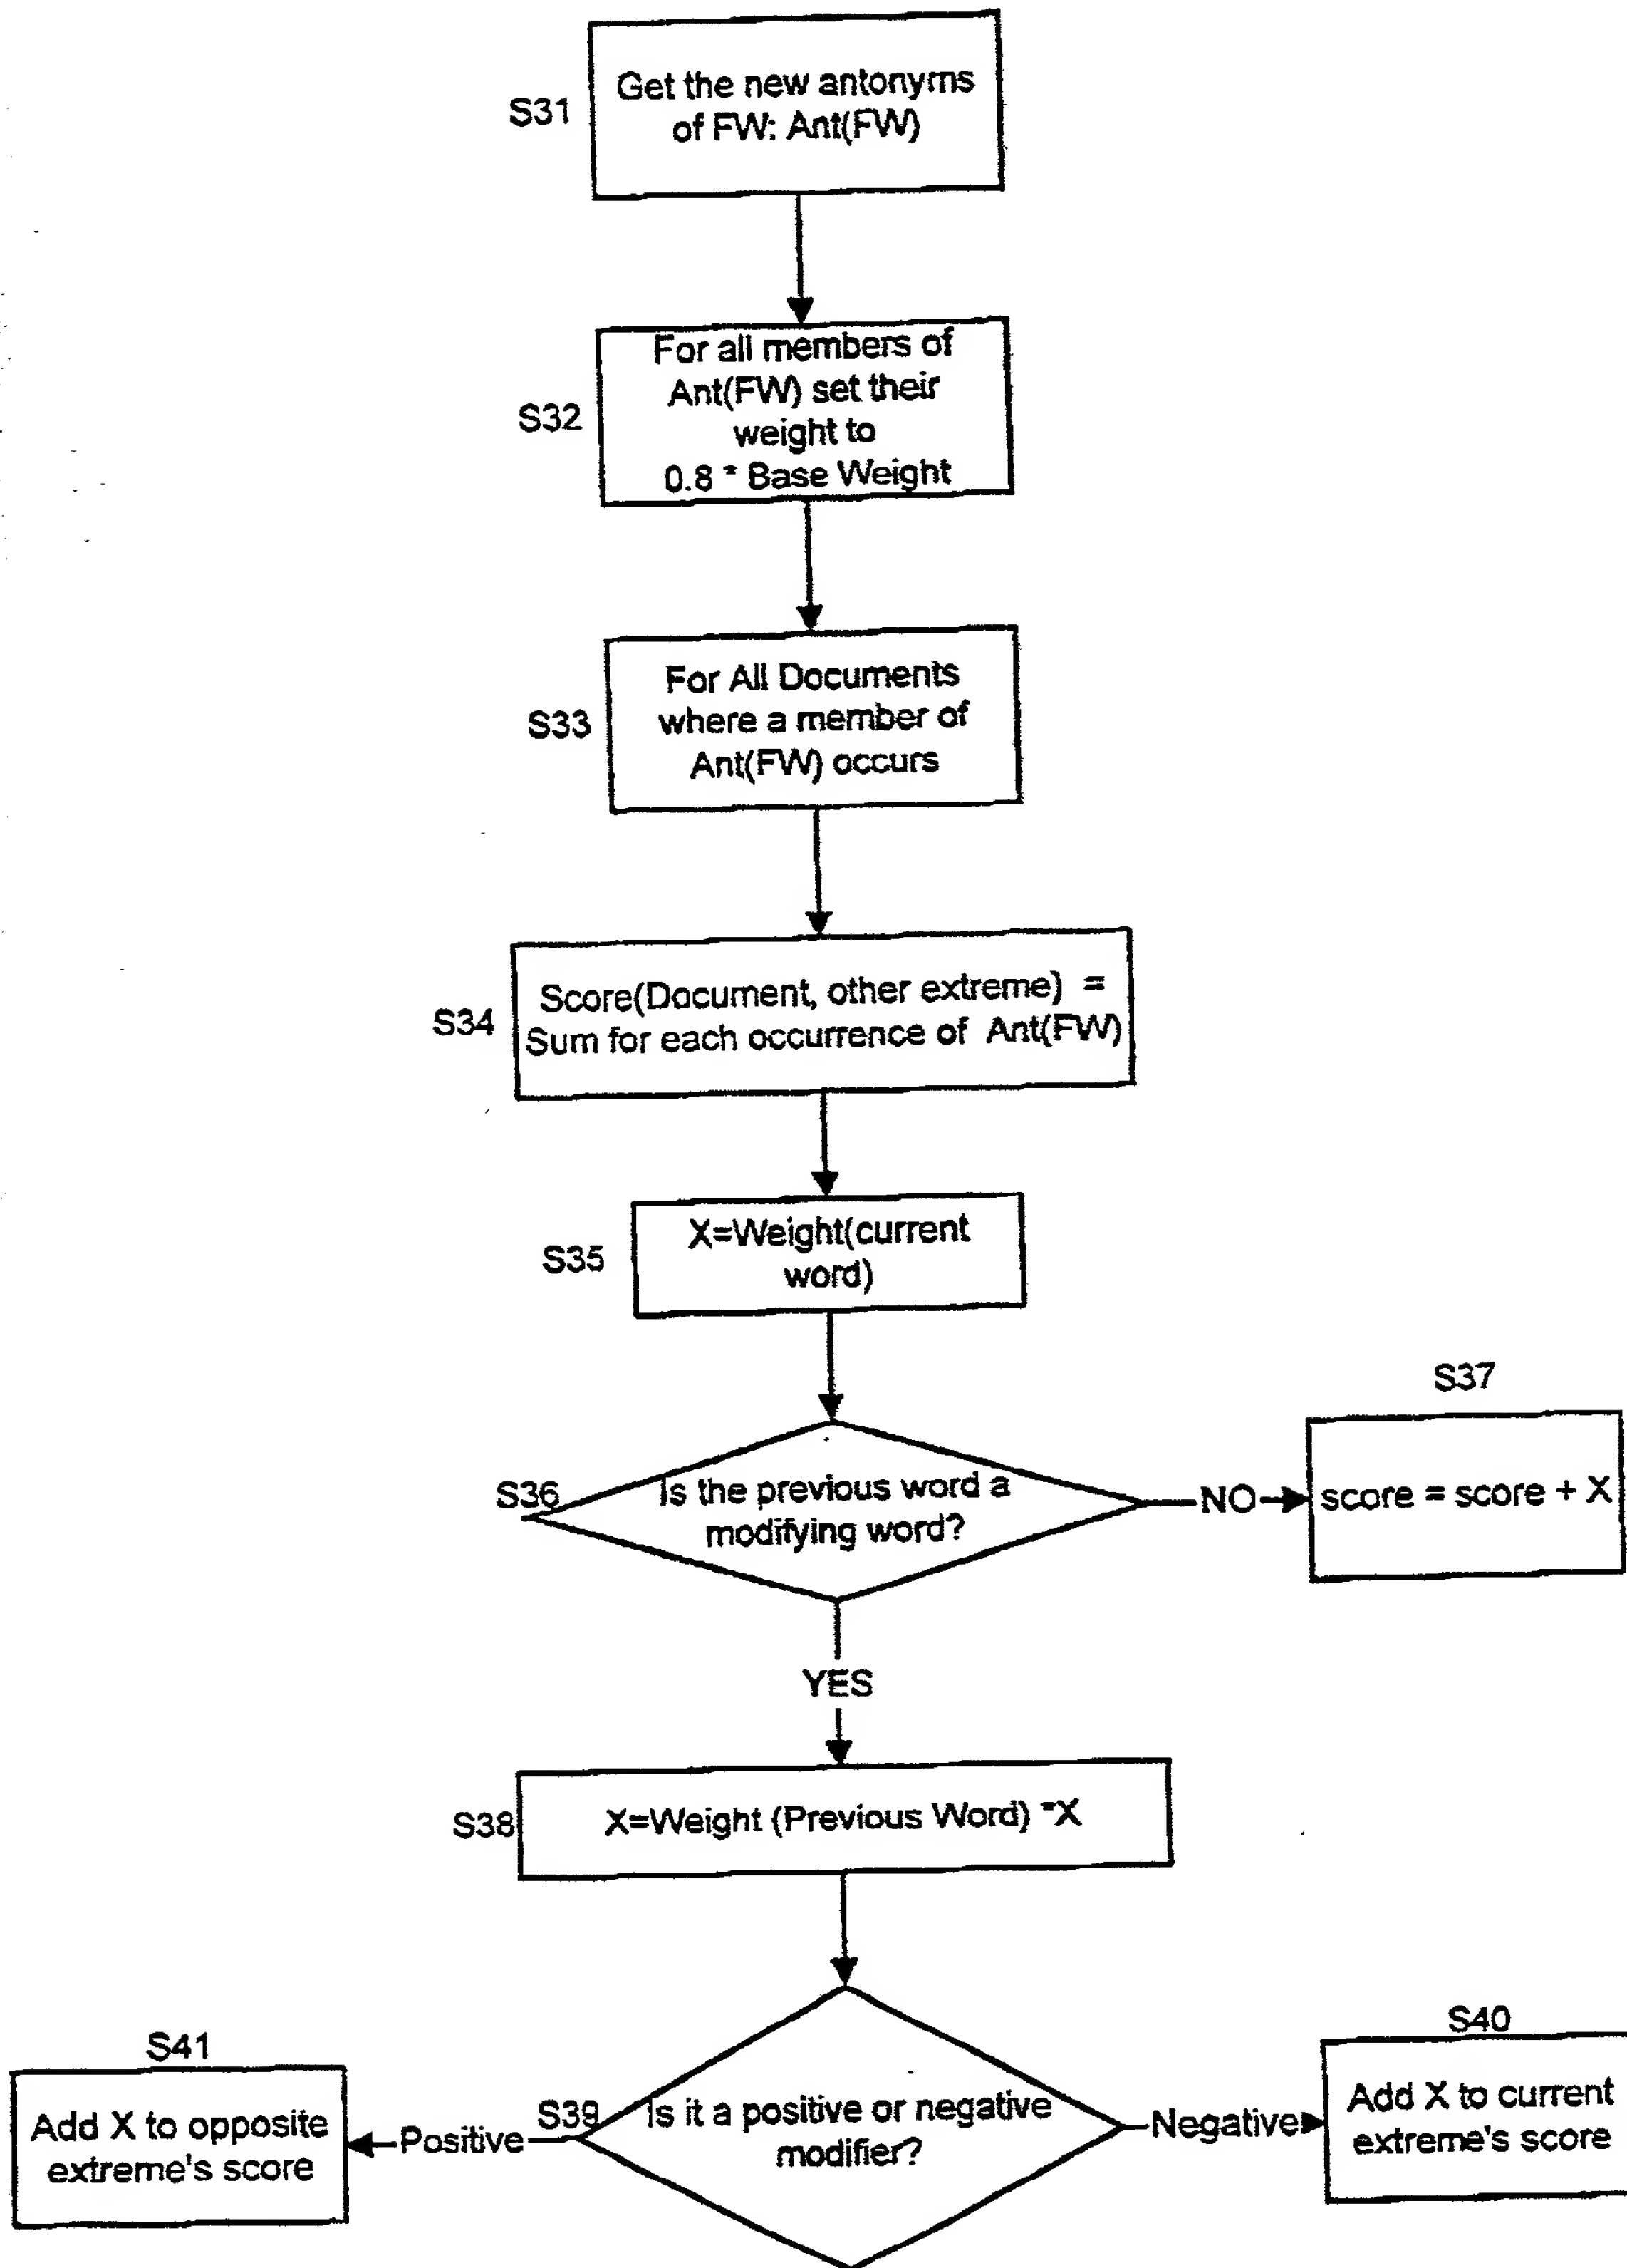 S31
Get the new antonyms
of FW: Ant(FW)
S32
For all members of
Ant(FW) set their
weight to
0.8 * Base Weight
S33
For All Documents
where a member of
Ant(FW) occurs
S34
Score(Document, other extreme) =
Sum for each occurrence of Ant(FW)
S35
X=Weight(current
word)
S36
Is the previous word a
modifying word?
NO
S37
score = score + X
YES
S38
X=Weight (Previous Word) *X
S39
Is it a positive or negative
modifier?
Negative
S40
Add X to current
extreme's score
Positive
S41
Add X to opposite
extreme's score